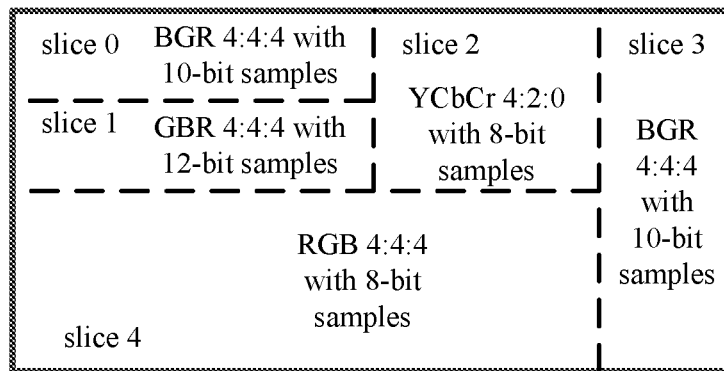 slice 0
BGR 4:4:4 with
10-bit samples
slice 1
GBR 4:4:4 with
12-bit samples
slice 2
YCbCr 4:2:0
with 8-bit
samples
slice 3
BGR
4:4:4
with
10-bit
samples
RGB 4:4:4
with 8-bit
samples
slice 4